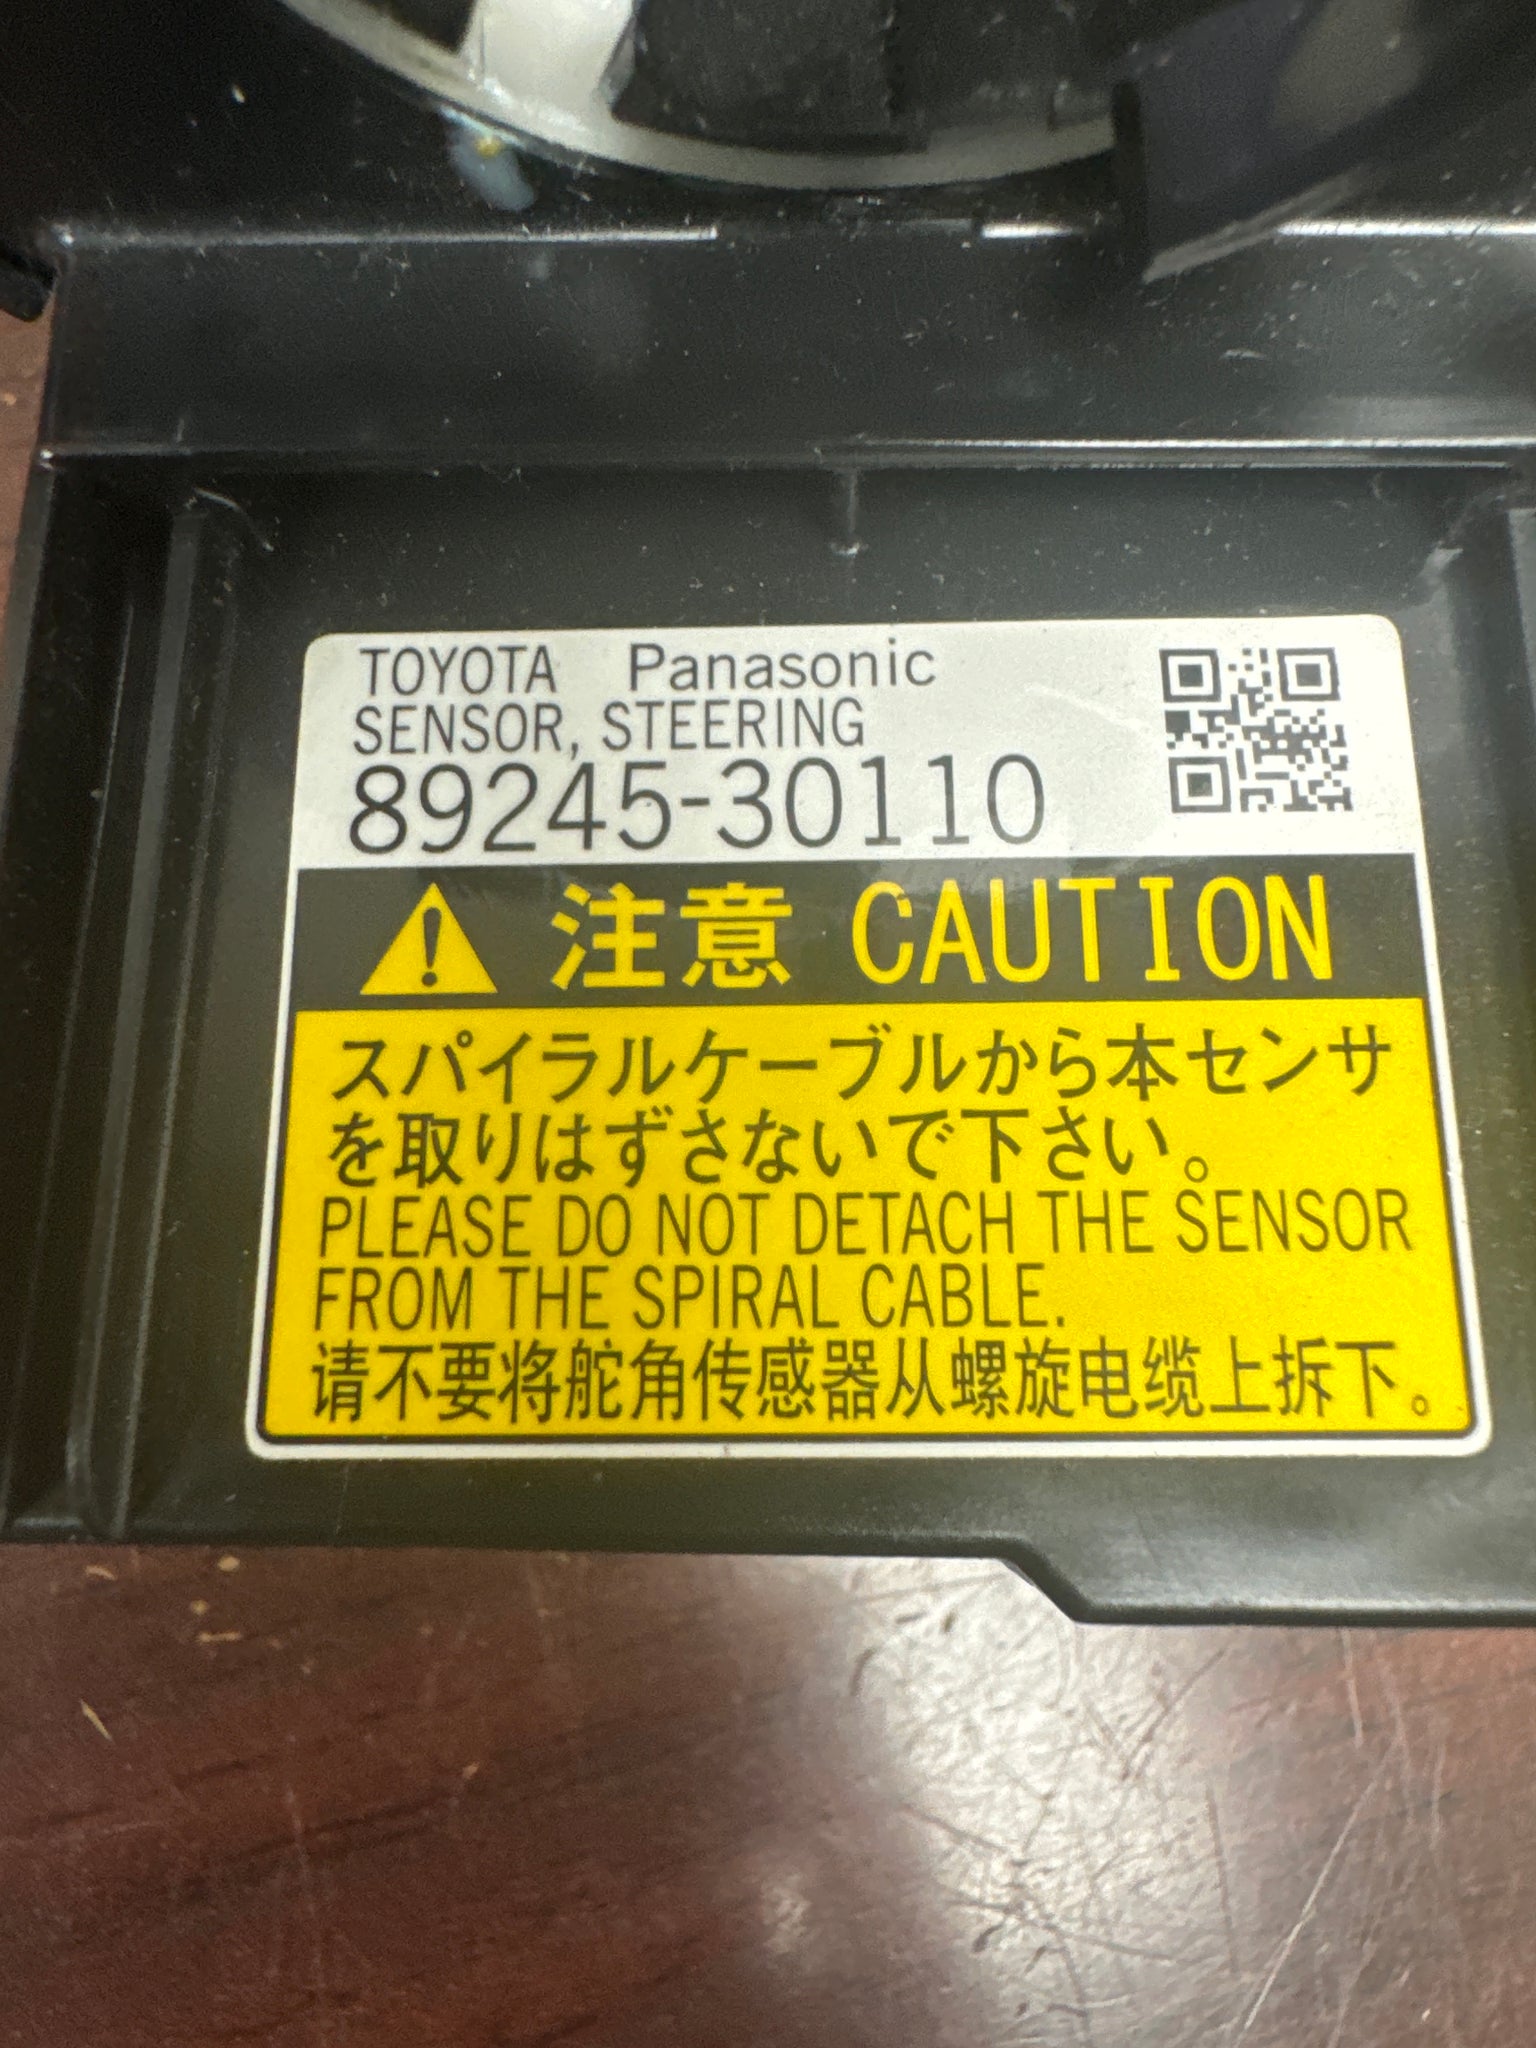 TOYOTA Panasonic
SENSOR, STEERING
89245-30110
注意 CAUTION
スパイラルケーブルから本センサ
を取りはずさないで下さい。
PLEASE DO NOT DETACH THE SENSOR
FROM THE SPIRAL CABLE.
请不要将舵角传感器从螺旋电缆上拆下。